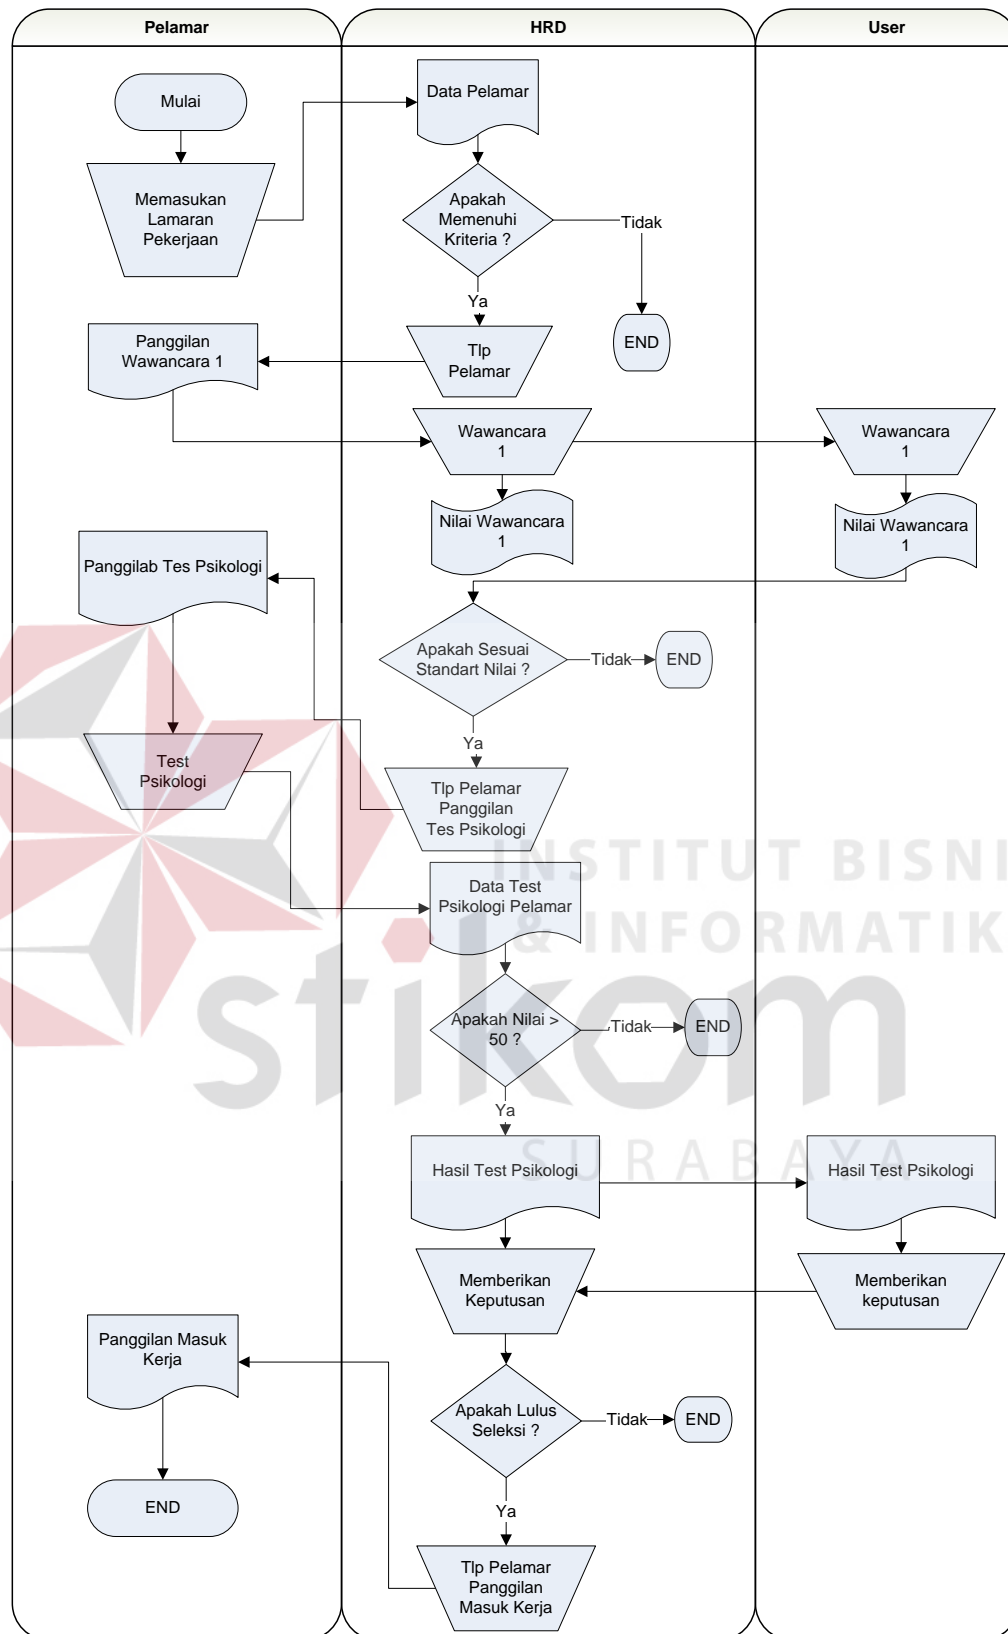 Pelamar
HRD
User
Mulai
Data Pelamar
Memasukan
Lamaran
Pekerjaan
Apakah
Memenuhi
Kriteria ?
Tidak
Ya
END
Panggilan
Wawancara 1
Tlp
Pelamar
Wawancara
1
Wawancara
1
Nilai Wawancara
1
Nilai Wawancara
1
Panggilab Tes Psikologi
Apakah Sesuai
Standart Nilai ?
Tidak
END
Ya
Test
Psikologi
Tlp Pelamar
Panggilan
Tes Psikologi
INSTITUT BISNI
& INFORMATIK
stikom
SURABAYA
Data Test
Psikologi Pelamar
Apakah Nilai >
50 ?
Tidak
END
Ya
Hasil Test Psikologi
Hasil Test Psikologi
Memberikan
Keputusan
Memberikan
keputusan
Panggilan Masuk
Kerja
Apakah Lulus
Seleksi ?
Tidak
END
Ya
END
Tlp Pelamar
Panggilan
Masuk Kerja